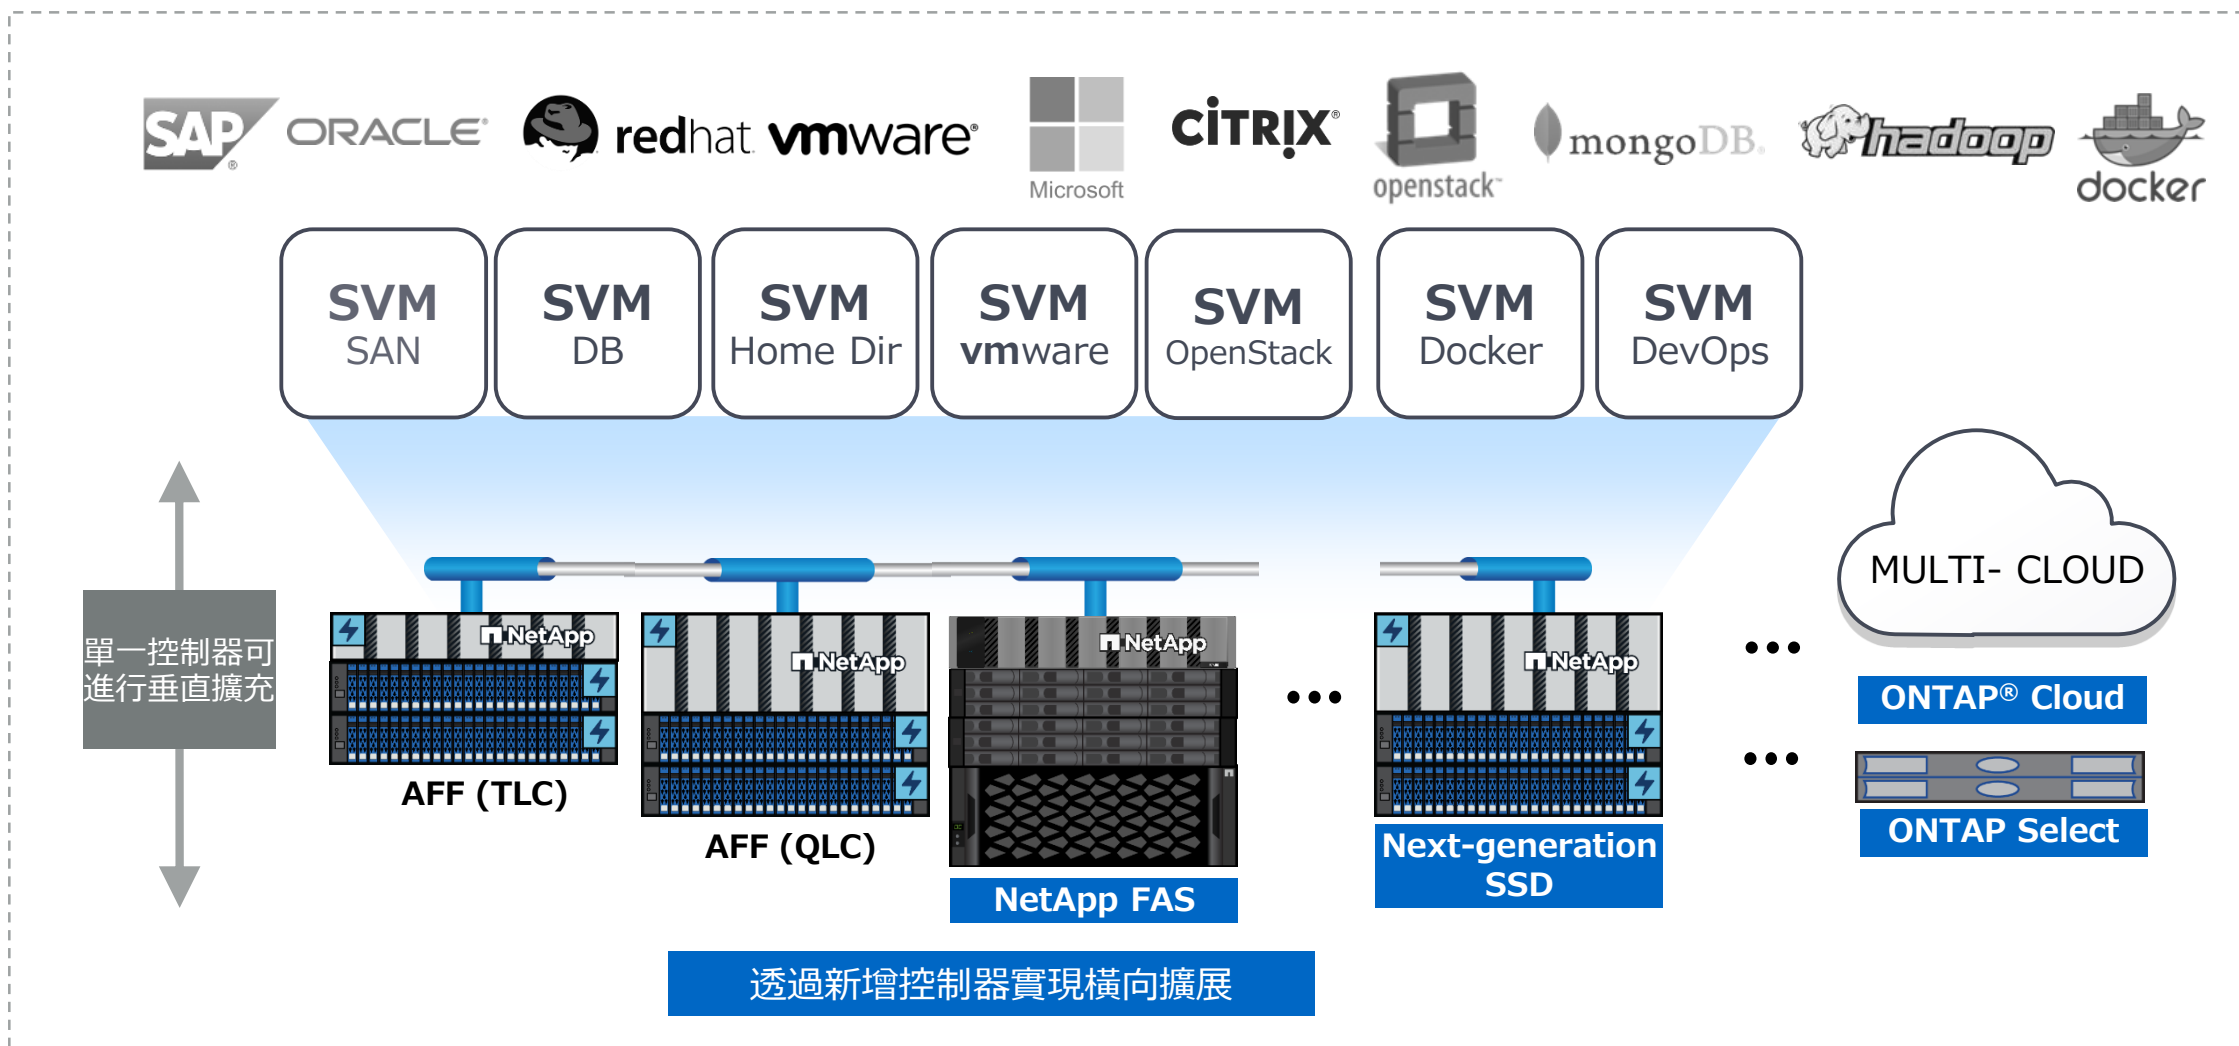 SAP
®
ORACLE®
redhat vmware®
Microsoft
CİTRIX®
openstack™
mongoDB®
hadoop
docker
SVM
SAN
SVM
DB
SVM
Home Dir
SVM
vmware
SVM
OpenStack
SVM
Docker
SVM
DevOps
單一控制器可
進行垂直擴充
NetApp
AFF (TLC)
NetApp
AFF (QLC)
NetApp
NetApp FAS
•••
NetApp
Next-generation
SSD
•••
•••
MULTI- CLOUD
ONTAP® Cloud
ONTAP Select
透過新增控制器實現橫向擴展